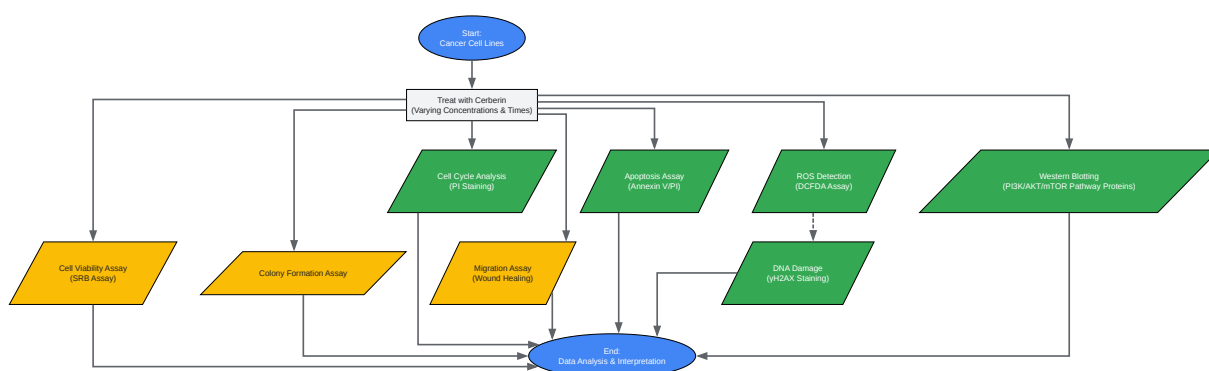 Start:
Cancer Cell Lines
Treat with Cerberin
(Varying Concentrations & Times)
Cell Cycle Analysis
(PI Staining)
Apoptosis Assay
(Annexin V/PI)
ROS Detection
(DCFDA Assay)
Western Blotting
(PI3K/AKT/mTOR Pathway Proteins)
Cell Viability Assay
(SRB Assay)
Colony Formation Assay
Migration Assay
(Wound Healing)
DNA Damage
(γH2AX Staining)
End:
Data Analysis & Interpretation